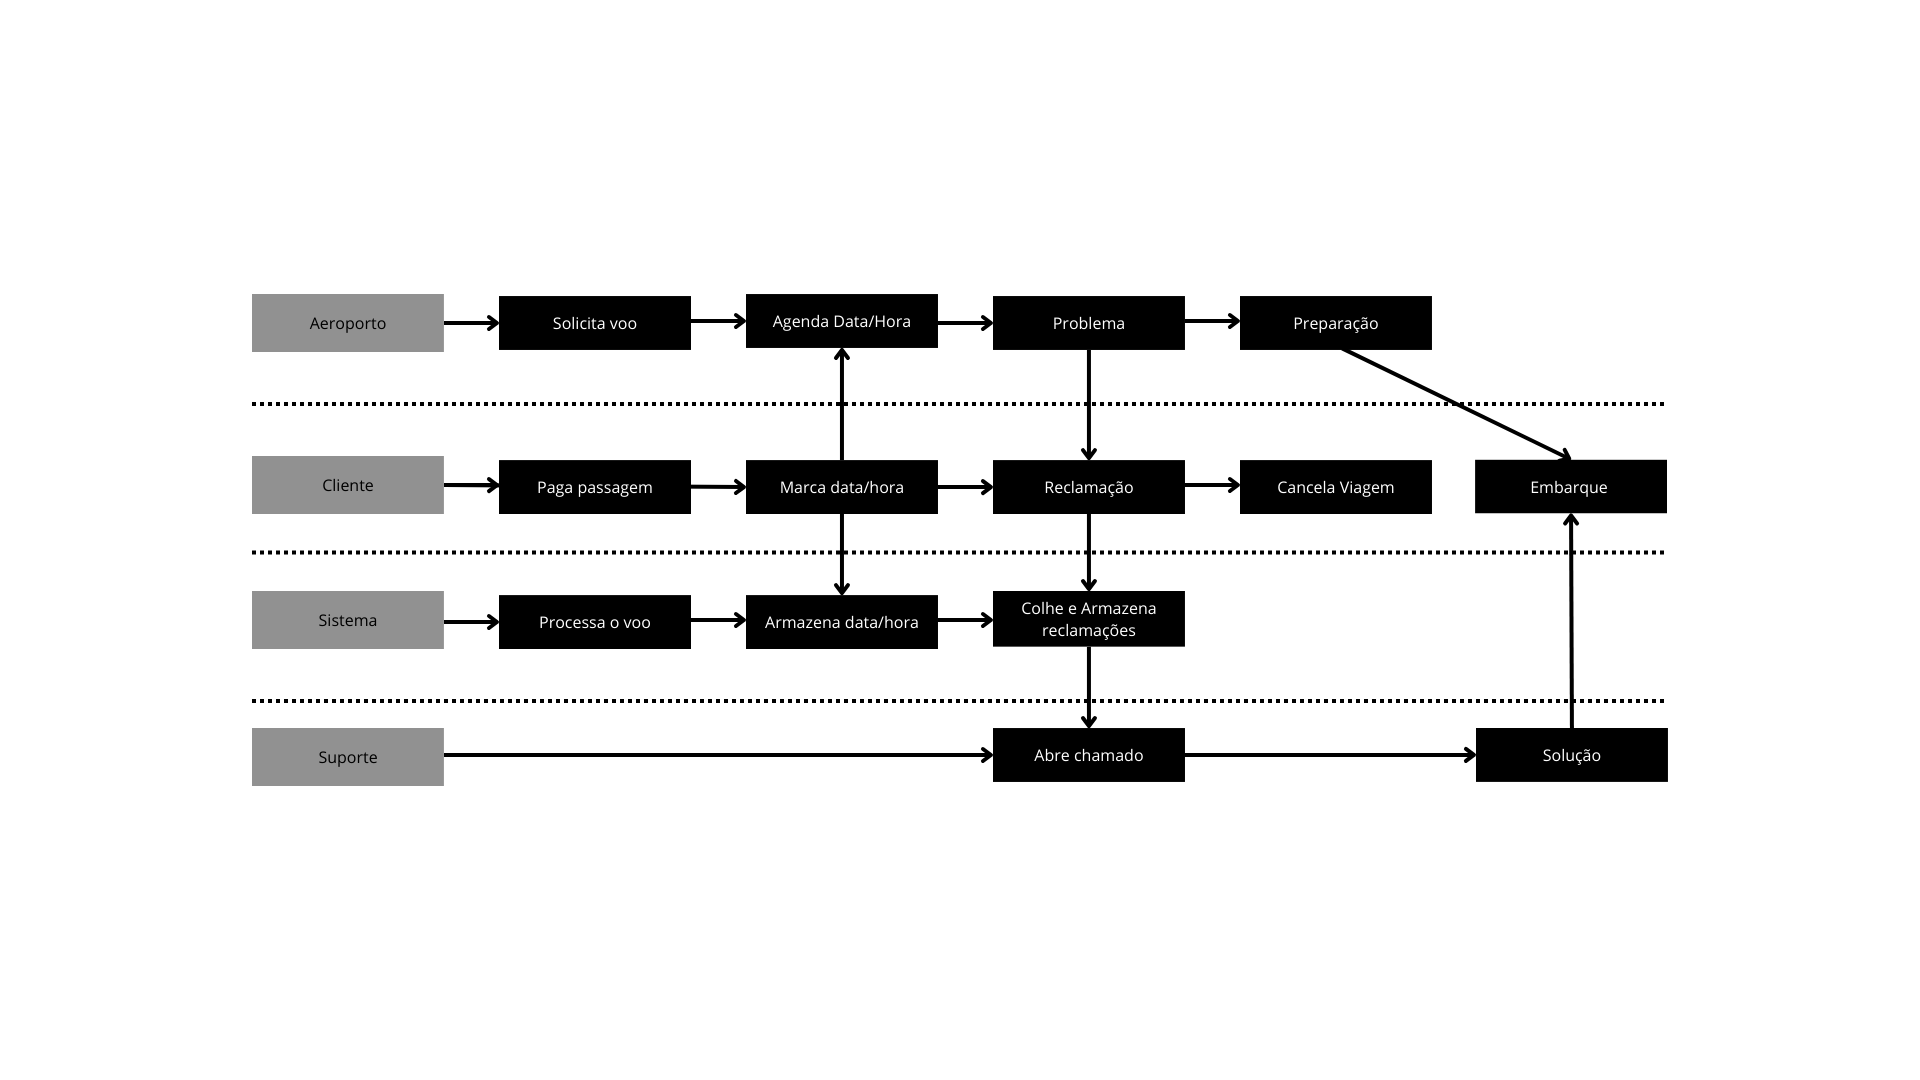 Aeroporto
Solicita voo
Agenda Data/Hora
Problema
Preparação
Cliente
Paga passagem
Marca data/hora
Reclamação
Cancela Viagem
Embarque
Sistema
Processa o voo
Armazena data/hora
Colhe e Armazena
reclamações
Suporte
Abre chamado
Solução